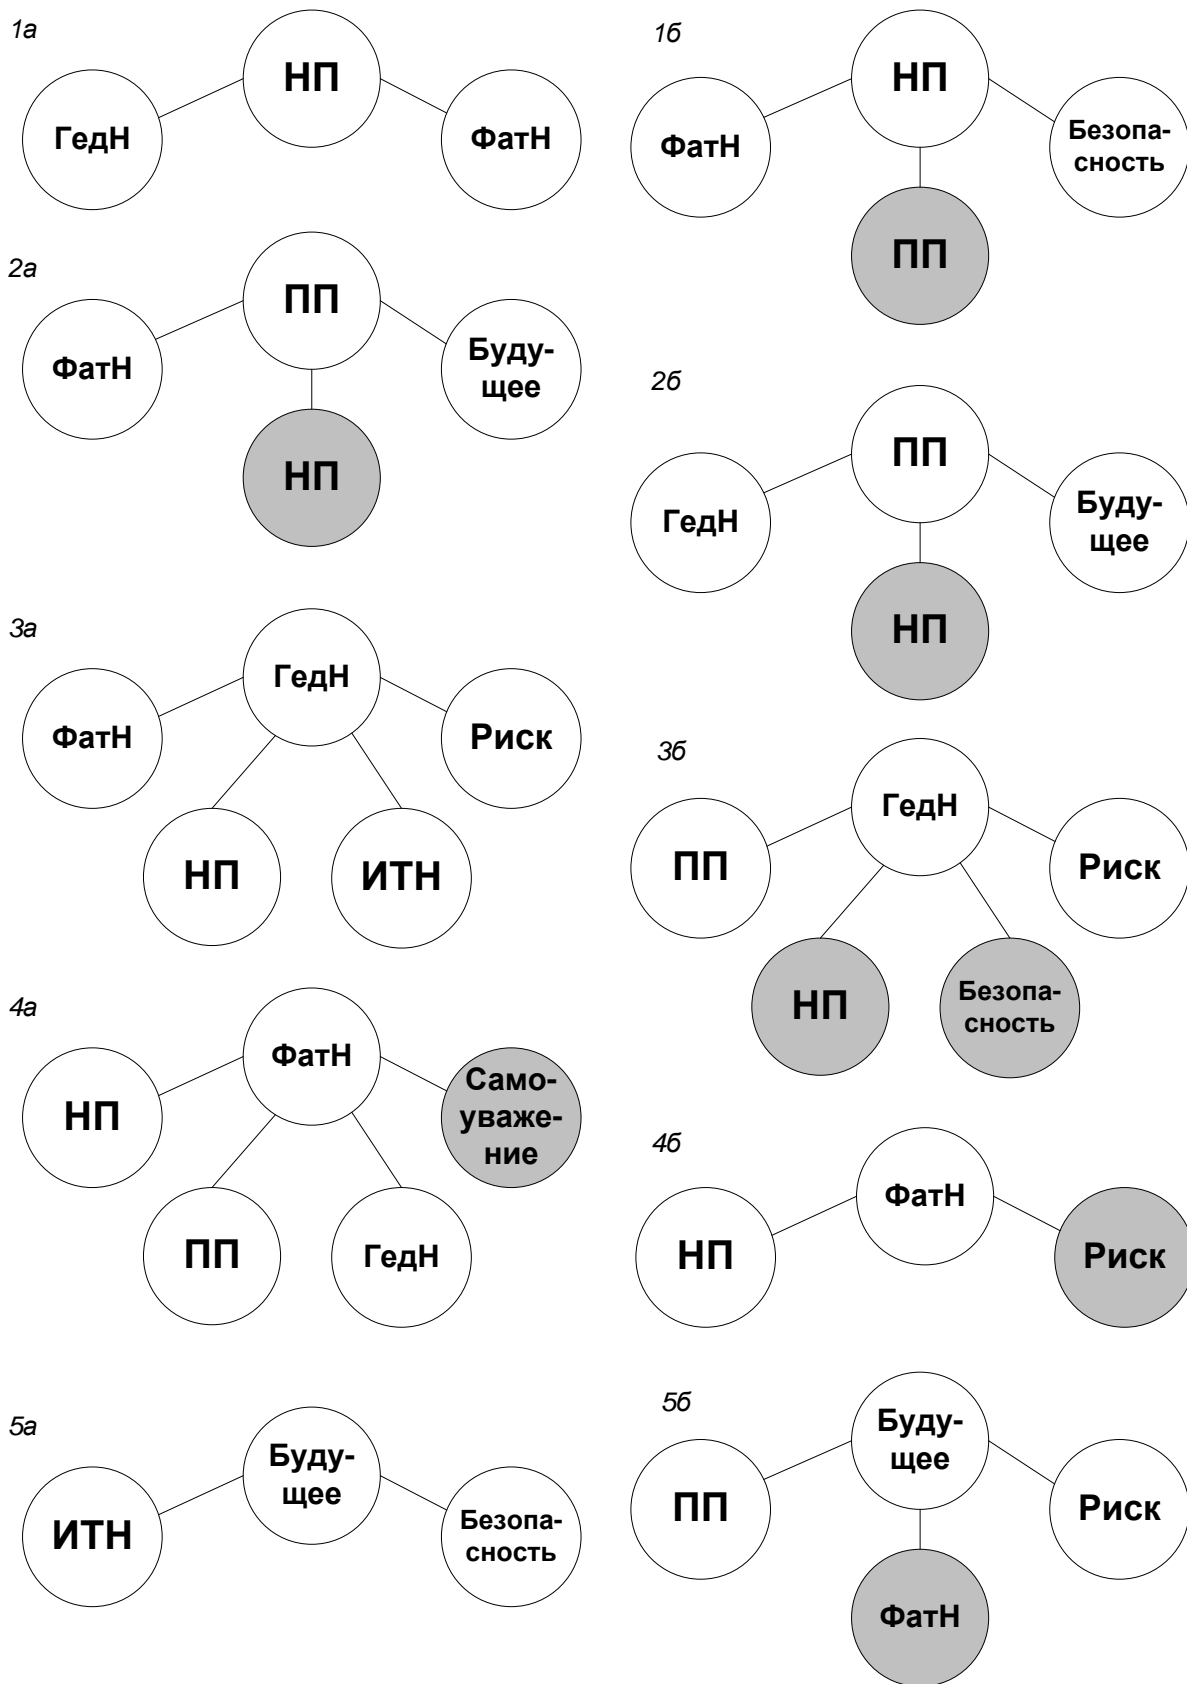 1а
НП
ГедН
ФатН
1б
НП
ФатН
Безопа-
сность
ПП
2а
ПП
ФатН
Буду-
щее
НП
2б
ПП
ГедН
Буду-
щее
НП
3а
ГедН
ФатН
Риск
НП
ИТН
3б
ГедН
ПП
Риск
НП
Безопа-
сность
4а
ФатН
НП
Само-
уваже-
ние
ПП
ГедН
4б
ФатН
НП
Риск
5а
Буду-
щее
ИТН
Безопа-
сность
5б
Буду-
щее
ПП
Риск
ФатН